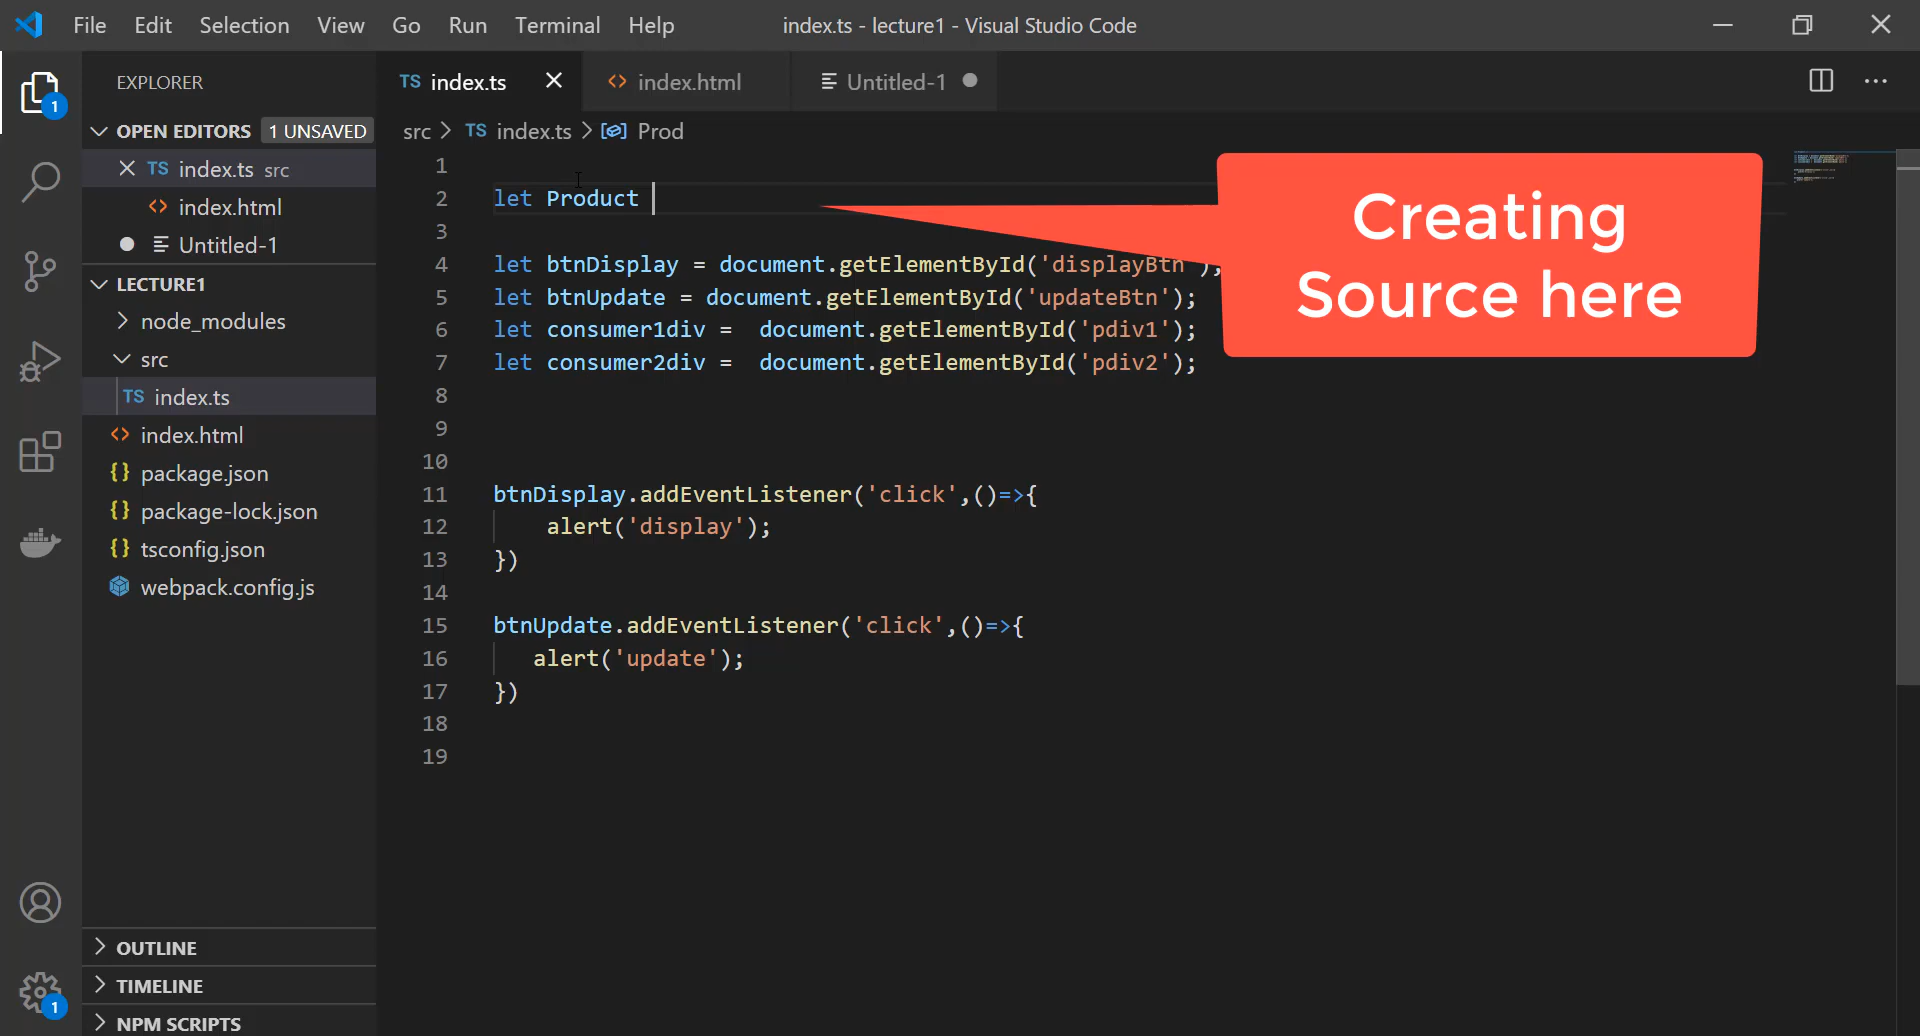 File Edit Selection View Go Run Terminal Help index.ts - lecture1 - Visual Studio Code
EXPLORER
OPEN EDITORS 1 UNSAVED
TS index.ts src
<> index.html
Untitled-1
LECTURE1
node_modules
src
TS index.ts
<> index.html
{} package.json
{} package-lock.json
{} tsconfig.json
webpack.config.js
OUTLINE
TIMELINE
NPM SCRIPTS
1
1
TS index.ts <> index.html Untitled-1
src > TS index.ts > Prod
1
2 let Product
3
4 let btnDisplay = document.getElementById('displayBtn');
5 let btnUpdate = document.getElementById('updateBtn');
6 let consumer1div =  document.getElementById('pdiv1');
7 let consumer2div =  document.getElementById('pdiv2');
8
9
10
11 btnDisplay.addEventListener('click',()=>{
12     alert('display');
13 })
14
15 btnUpdate.addEventListener('click',()=>{
16    alert('update');
17 })
18
19
Creating
Source here